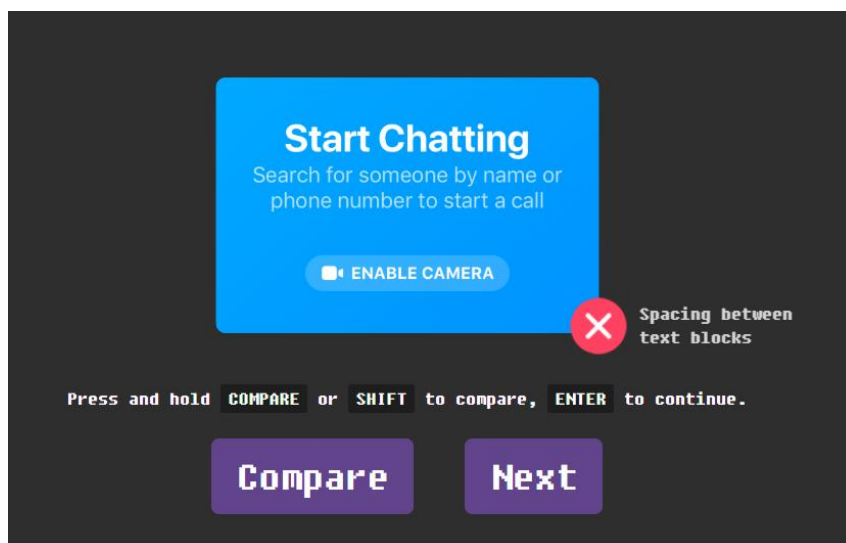 Start Chatting
Search for someone by name or
phone number to start a call
ENABLE CAMERA
Spacing between
text blocks
Press and hold COMPARE or SHIFT to compare, ENTER to continue.
Compare
Next